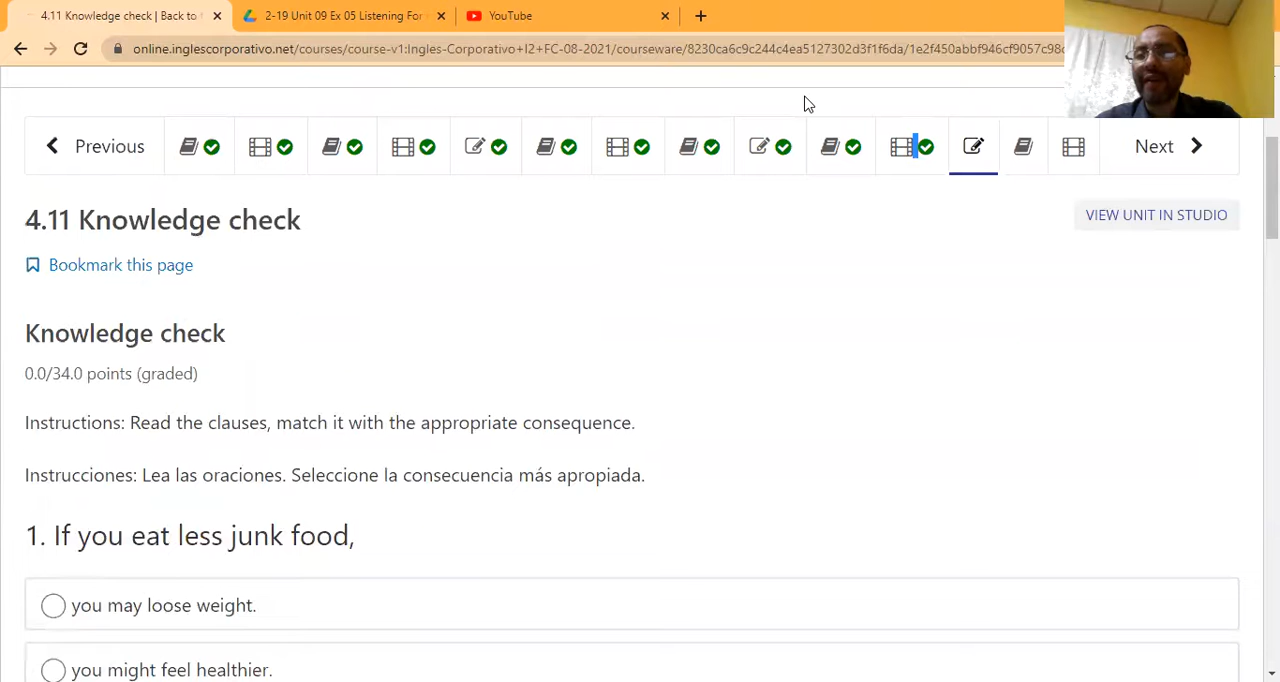 4.11 Knowledge check | Back to
2-19 Unit 09 Ex 05 Listening For
YouTube
online.inglescorporativo.net/courses/course-v1:Ingles-Corporativo+I2+FC-08-2021/courseware/8230ca6c9c244c4ea5127302d3f1f6da/1e2f450abbf946cf9057c98c
Previous
Next
4.11 Knowledge check
VIEW UNIT IN STUDIO
Bookmark this page
Knowledge check
0.0/34.0 points (graded)
Instructions: Read the clauses, match it with the appropriate consequence.
Instrucciones: Lea las oraciones. Seleccione la consecuencia más apropiada.
1. If you eat less junk food,
you may loose weight.
you might feel healthier.